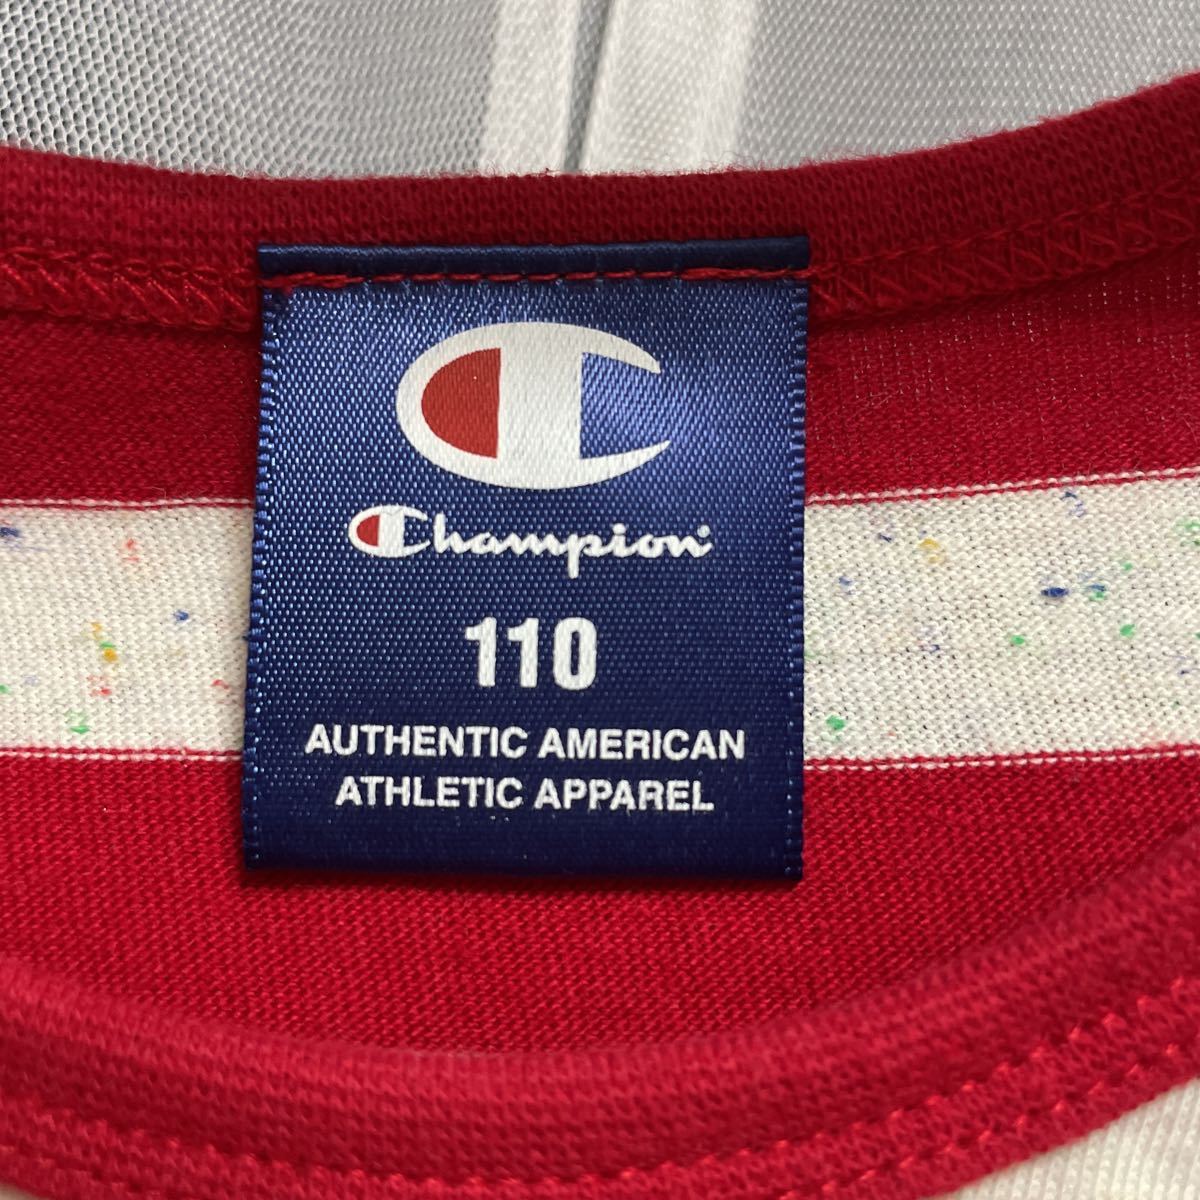 Champion
110
AUTHENTIC AMERICAN
ATHLETIC APPAREL